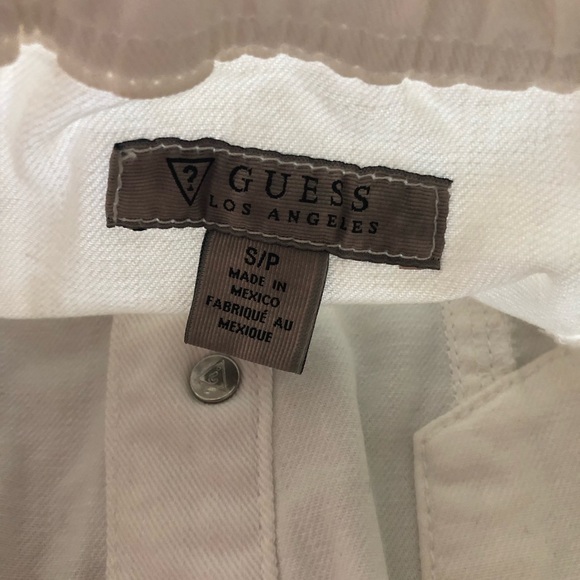 ?
GUESS
LOS ANGELES
S/P
MADE IN
MEXICO
FABRIQUÉ AU
MEXIQUE